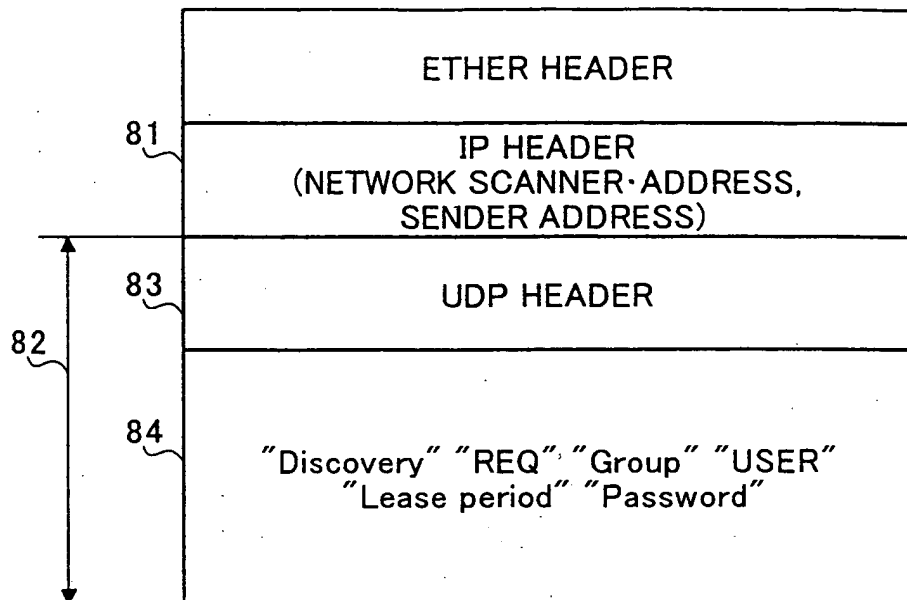 ETHER HEADER
81
IP HEADER
(NETWORK SCANNER·ADDRESS,
SENDER ADDRESS)
83
UDP HEADER
82
84
"Discovery" "REQ" "Group" "USER"
"Lease period" "Password"